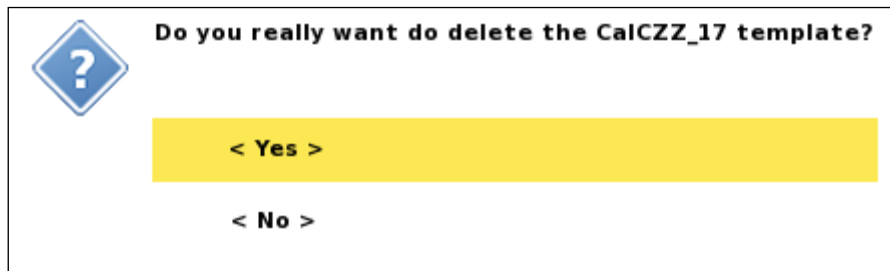 Do you really want do delete the CalCZZ_17 template?
< Yes >
< No >